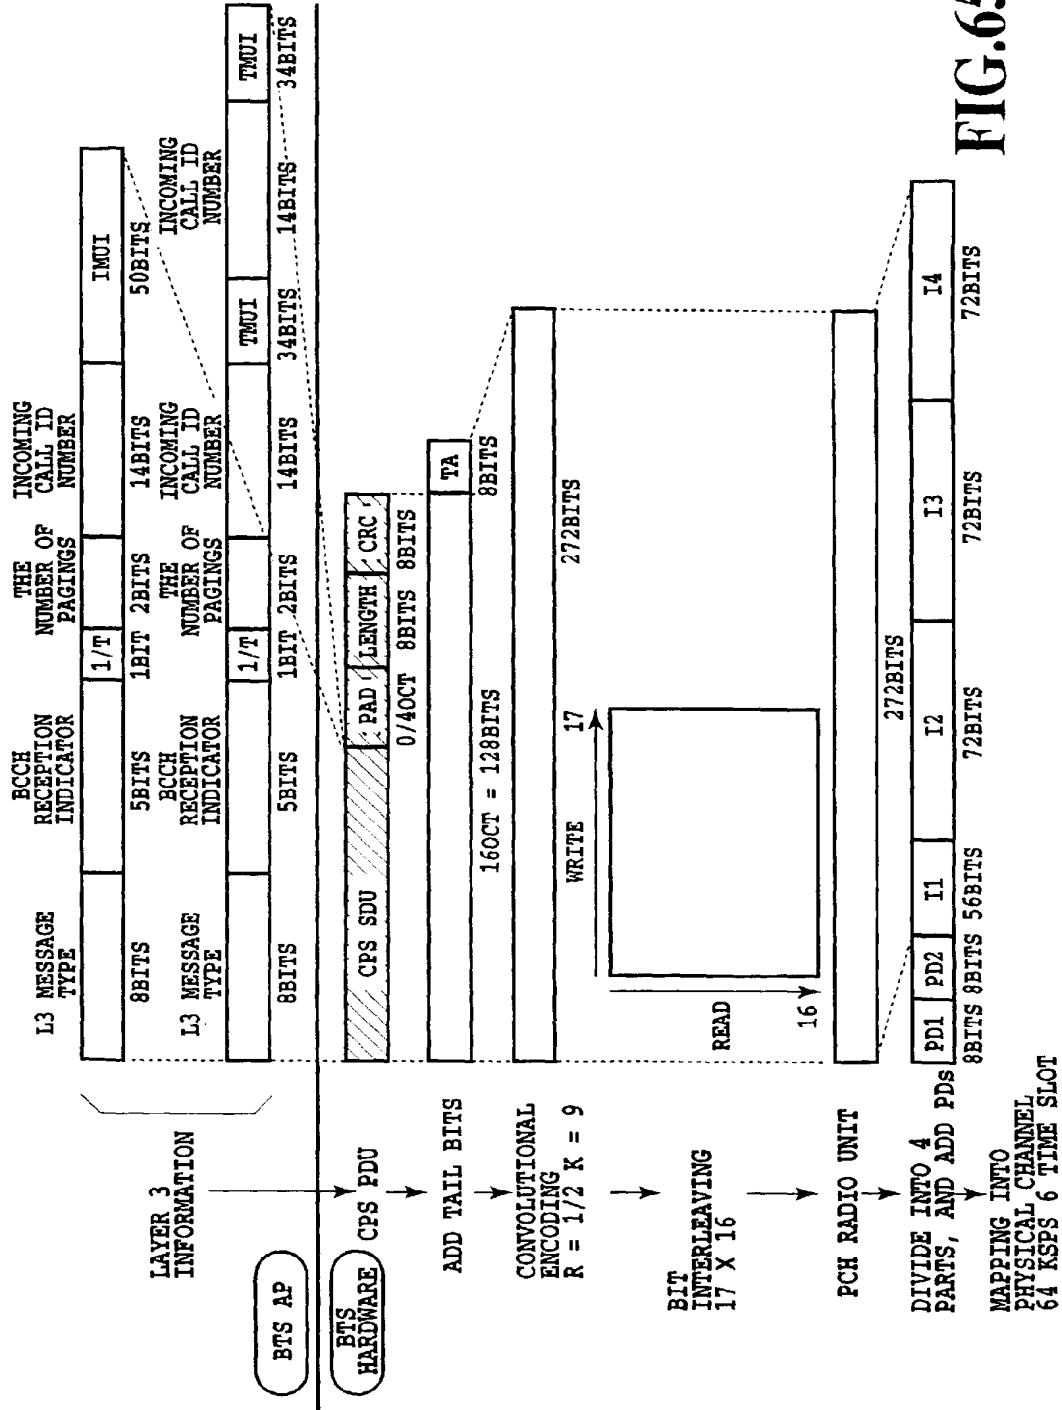 LAYER 3
INFORMATION
L3 MESSAGE
TYPE
BCCH
RECEPTION
INDICATOR
THE
NUMBER OF
PAGINGS
INCOMING
CALL ID
NUMBER
1/T
IMUI
8BITS
5BITS
1BIT
2BITS
14BITS
50BITS
L3 MESSAGE
TYPE
BCCH
RECEPTION
INDICATOR
THE
NUMBER OF
PAGINGS
INCOMING
CALL ID
NUMBER
INCOMING
CALL ID
NUMBER
1/T
TMUI
TMUI
8BITS
5BITS
1BIT
2BITS
14BITS
34BITS
14BITS
34BITS
BTS AP
BTS
HARDWARE
CPS PDU
CPS SDU
PAD
LENGTH
CRC
0/4OCT
8BITS
8BITS
ADD TAIL BITS
TA
16OCT = 128BITS
8BITS
CONVOLUTIONAL
ENCODING
R = 1/2 K = 9
272BITS
BIT
INTERLEAVING
17 X 16
WRITE
17
READ
16
PCH RADIO UNIT
272BITS
DIVIDE INTO 4
PARTS, AND ADD PDs
PD1
PD2
I1
I2
I3
I4
8BITS
8BITS
56BITS
72BITS
72BITS
72BITS
MAPPING INTO
PHYSICAL CHANNEL
64 KSPS 6 TIME SLOT